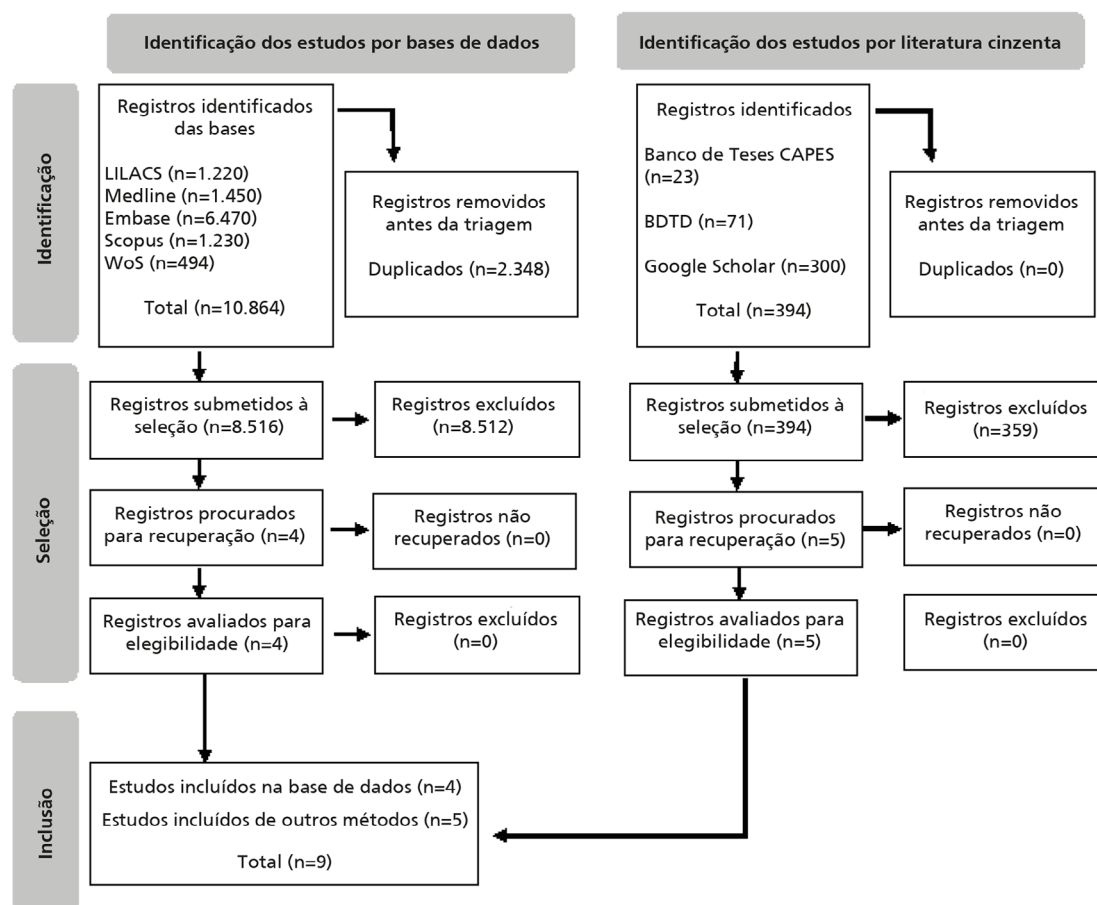 Identificação dos estudos por bases de dados
Identificação dos estudos por literatura cinzenta
Identificação
Registros identificados
das bases
LILACS (n=1.220)
Medline (n=1.450)
Embase (n=6.470)
Scopus (n=1.230)
WoS (n=494)
Total (n=10.864)
Registros removidos
antes da triagem
Duplicados (n=2.348)
Registros identificados
Banco de Teses CAPES
(n=23)
BDTD (n=71)
Google Scholar (n=300)
Total (n=394)
Registros removidos
antes da triagem
Duplicados (n=0)
Seleção
Registros submetidos à
seleção (n=8.516)
Registros excluídos
(n=8.512)
Registros submetidos à
seleção (n=394)
Registros excluídos
(n=359)
Registros procurados
para recuperação (n=4)
Registros não
recuperados (n=0)
Registros procurados
para recuperação (n=5)
Registros não
recuperados (n=0)
Registros avaliados para
elegibilidade (n=4)
Registros excluídos
(n=0)
Registros avaliados para
elegibilidade (n=5)
Registros excluídos
(n=0)
Inclusão
Estudos incluídos na base de dados (n=4)
Estudos incluídos de outros métodos (n=5)
Total (n=9)